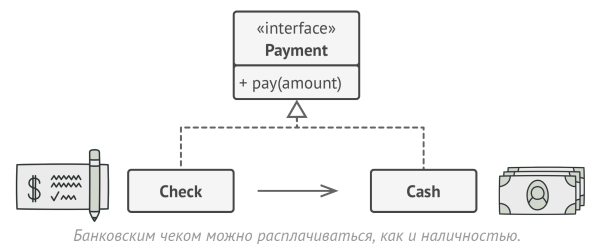 «interface»
Payment
+ pay(amount)
$
Check
Cash
Банковским чеком можно расплачиваться, как и наличностью.